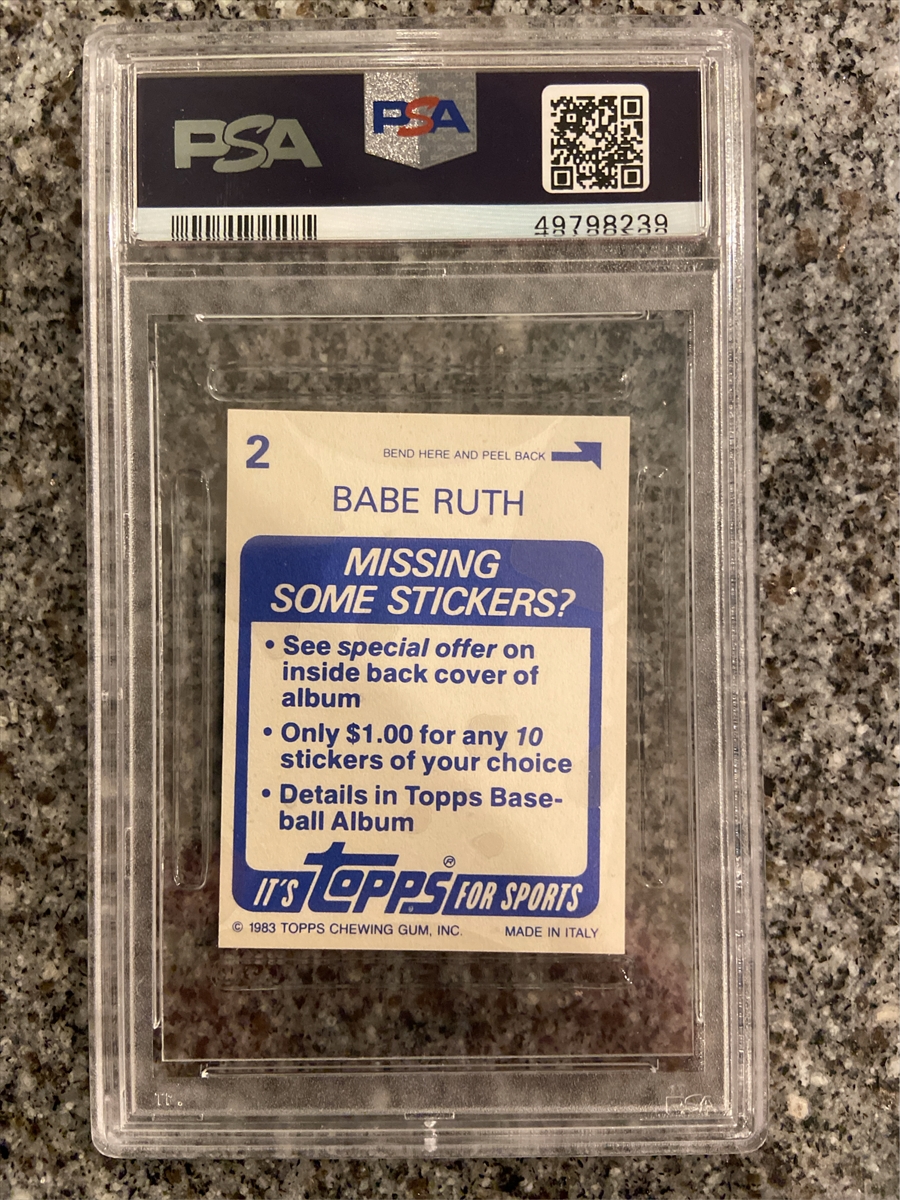 PSA
PSA
49798239
2
BEND HERE AND PEEL BACK
BABE RUTH
MISSING
SOME STICKERS?
• See special offer on
inside back cover of
album
• Only $1.00 for any 10
stickers of your choice
• Details in Topps Base-
ball Album
IT'S Topps® FOR SPORTS
© 1983 TOPPS CHEWING GUM, INC. MADE IN ITALY
PSA